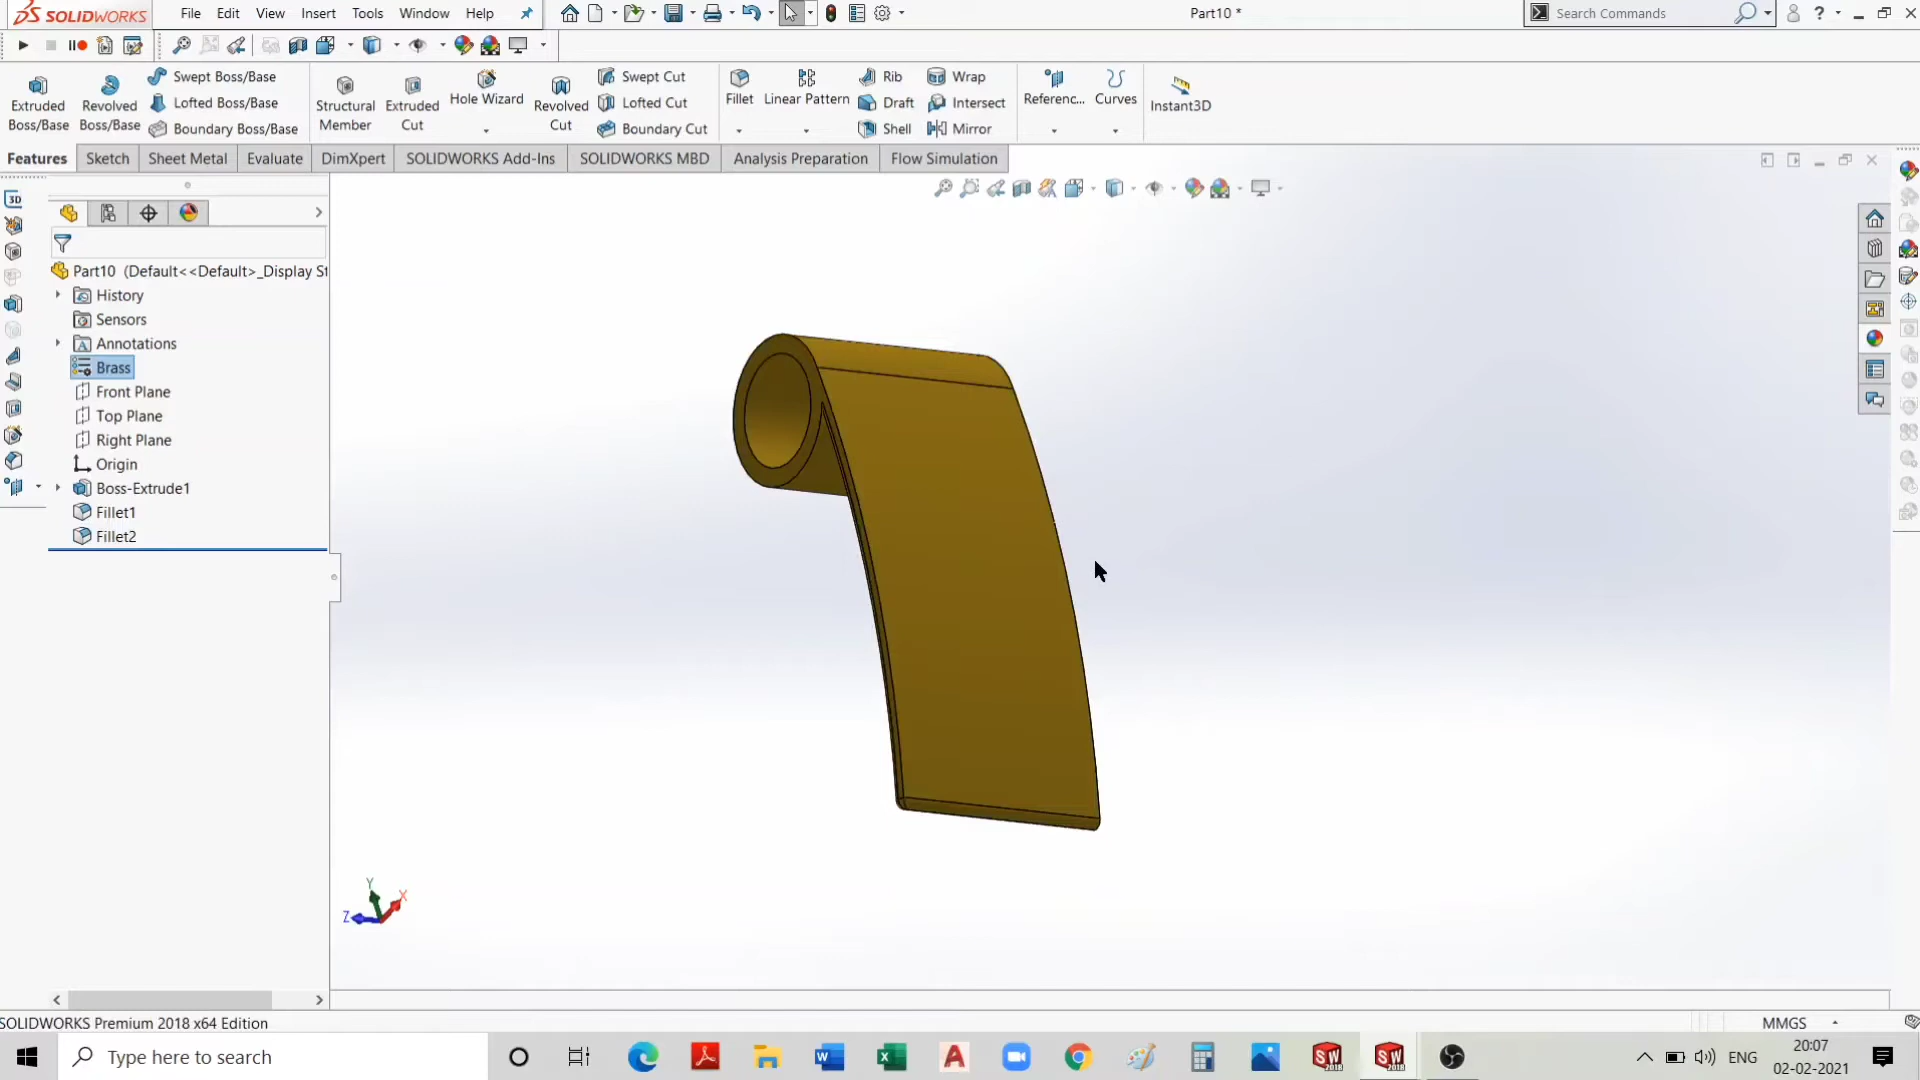 SOLIDWORKS File Edit View Insert Tools Window Help Part10 * Search Commands ?
Extruded Boss/Base
Revolved Boss/Base
Swept Boss/Base
Lofted Boss/Base
Boundary Boss/Base
Structural Member
Extruded Cut
Hole Wizard
Revolved Cut
Swept Cut
Lofted Cut
Boundary Cut
Fillet
Linear Pattern
Rib
Draft
Shell
Wrap
Intersect
Mirror
Referenc...
Curves
Instant3D
Features Sketch Sheet Metal Evaluate DimXpert SOLIDWORKS Add-Ins SOLIDWORKS MBD Analysis Preparation Flow Simulation
3D
Part10 (Default<<Default>_Display St
History
Sensors
Annotations
Brass
Front Plane
Top Plane
Right Plane
Origin
Boss-Extrude1
Fillet1
Fillet2
Y
X
Z
SOLIDWORKS Premium 2018 x64 Edition MMGS
Type here to search
ENG
20:07
02-02-2021